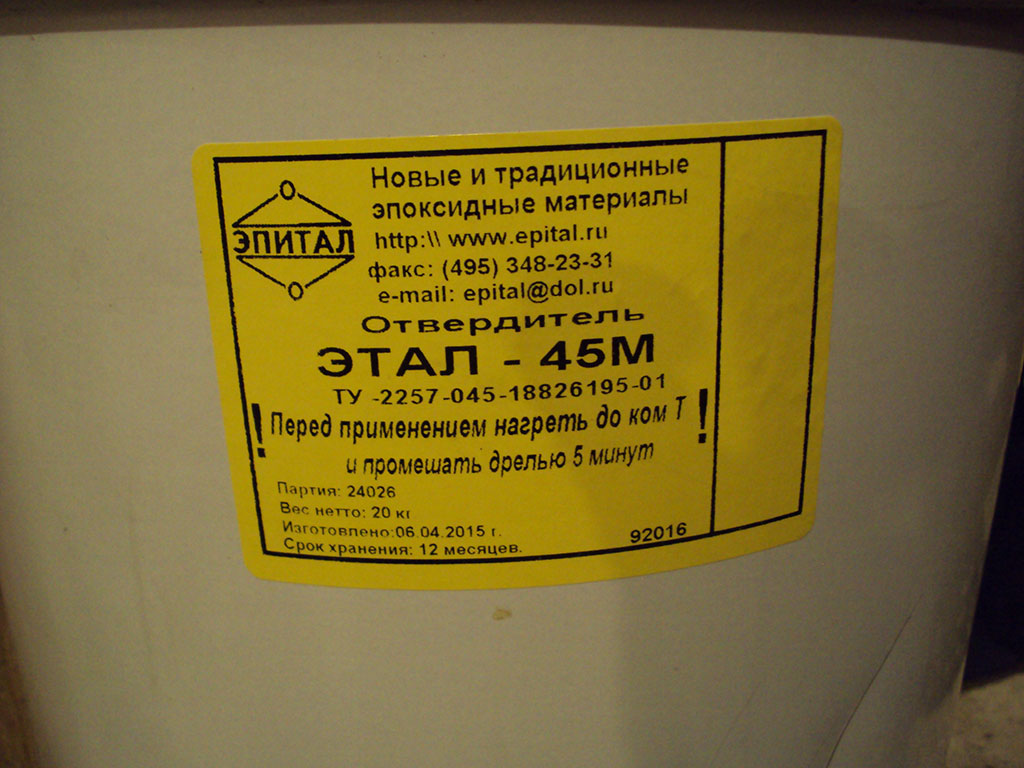 ЭПИТАЛ
Новые и традиционные
эпоксидные материалы
http:\\ www.epital.ru
факс: (495) 348-23-31
e-mail: epital@dol.ru
Отвердитель
ЭТАЛ - 45М
ТУ -2257-045-18826195-01
! Перед применением нагреть до ком Т !
и промешать дрелью 5 минут
Партия: 24026
Вес нетто: 20 кг
Изготовлено:06.04.2015 г.
Срок хранения: 12 месяцев.
92016